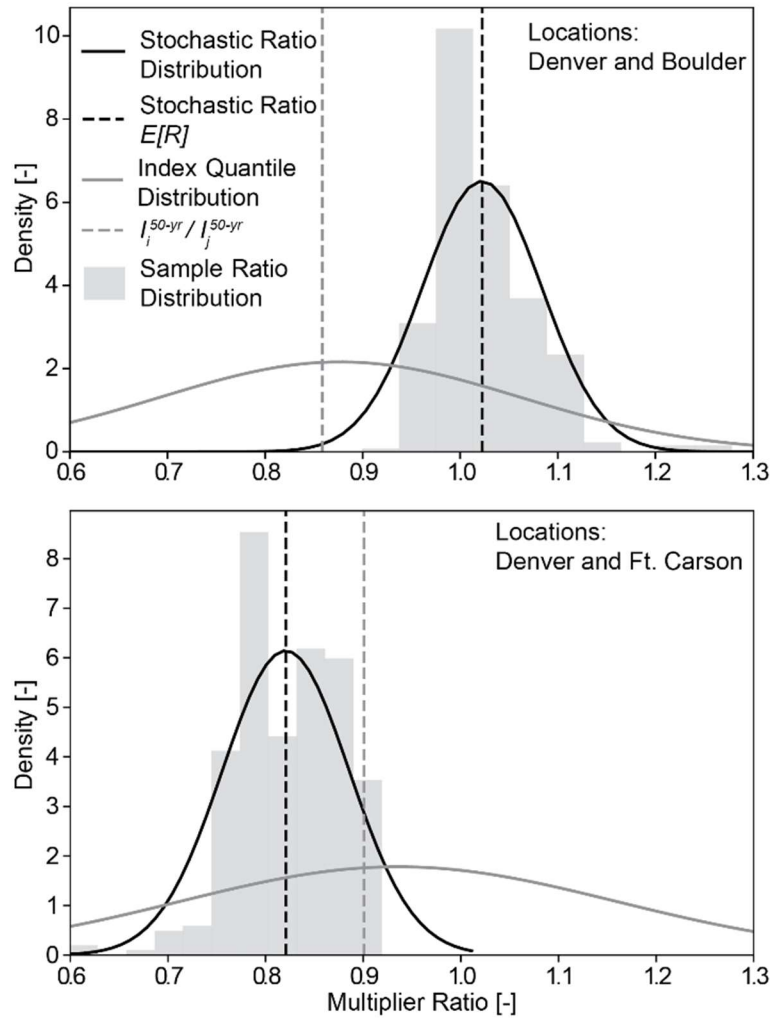 Stochastic Ratio
Distribution
Stochastic Ratio
E[R]
Index Quantile
Distribution
I_i^50-yr / I_j^50-yr
Sample Ratio
Distribution
Locations:
Denver and Boulder
Density [-]
10
8
6
4
2
0
0.6 0.7 0.8 0.9 1.0 1.1 1.2 1.3
Locations:
Denver and Ft. Carson
Density [-]
8
7
6
5
4
3
2
1
0
0.6 0.7 0.8 0.9 1.0 1.1 1.2 1.3
Multiplier Ratio [-]